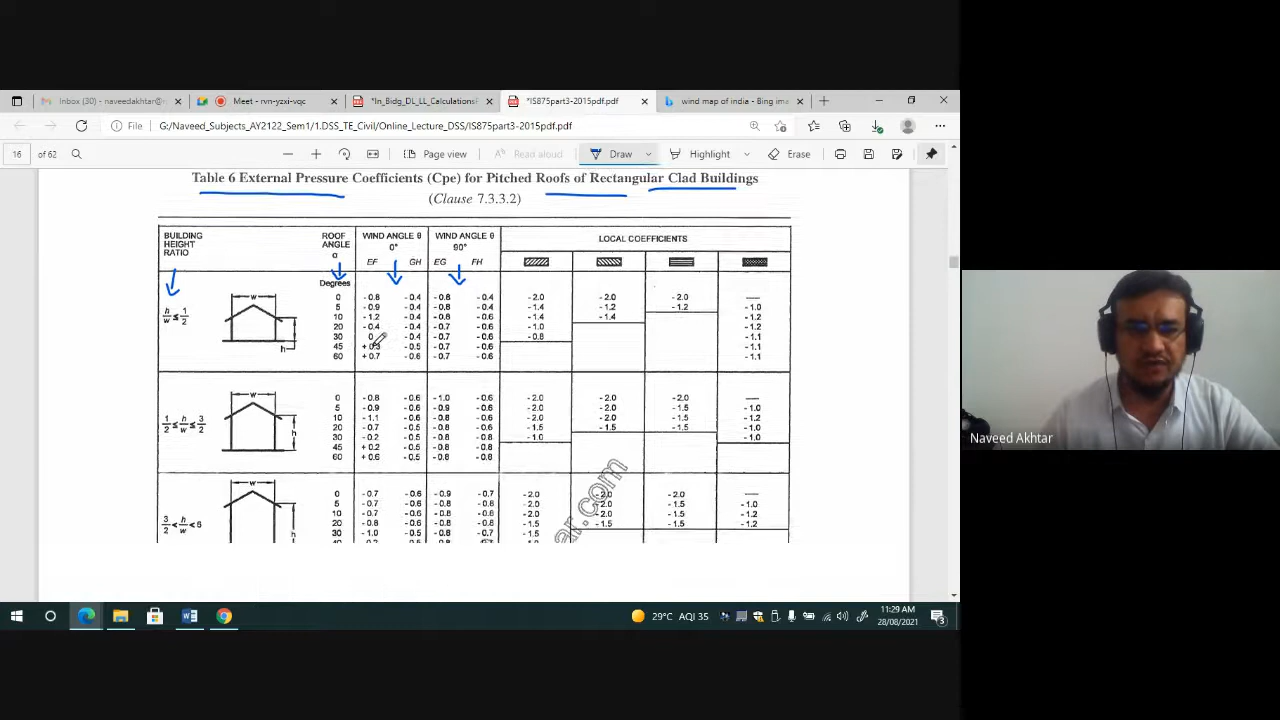 Inbox (30) - naveedakhtar@
Meet - rvn-yzxi-vqc
*In_Bidg_DL_LL_Calculations
*IS875part3-2015pdf.pdf
wind map of india - Bing ima
File
G:/Naveed_Subjects_AY2122_Sem1/1.DSS_TE_Civil/Online_Lecture_DSS/IS875part3-2015pdf.pdf
16 of 62 Page view Read aloud Draw Highlight Erase
Table 6 External Pressure Coefficients (Cpe) for Pitched Roofs of Rectangular Clad Buildings
(Clause 7.3.3.2)
BUILDING HEIGHT RATIO ROOF ANGLE α WIND ANGLE θ 0° WIND ANGLE θ 90° LOCAL COEFFICIENTS
EF GH EG FH
Degrees
h/w ≤ 1/2 w h
0 -0.8 -0.4 -0.8 -0.4 -2.0 -2.0 -2.0 —
5 -0.9 -0.4 -0.8 -0.4 -1.4 -1.2 -1.2 -1.0
10 -1.2 -0.4 -0.8 -0.6 -1.4 -1.4 -1.2
20 -0.4 -0.4 -0.7 -0.6 -1.0 -1.2
30 0 -0.4 -0.7 -0.6 -0.8 -1.1
45 -0.5 -0.7 -0.6 -1.1
60 +0.7 -0.6 -0.7 -0.6 -1.1
1/2 ≤ h/w ≤ 3/2 w h
0 -0.8 -0.6 -1.0 -0.6 -2.0 -2.0 -2.0 —
5 -0.9 -0.6 -0.9 -0.6 -2.0 -2.0 -1.5 -1.0
10 -1.1 -0.6 -0.8 -0.6 -2.0 -2.0 -1.5 -1.2
20 -0.7 -0.5 -0.8 -0.6 -1.5 -1.5 -1.5 -1.0
30 -0.2 -0.5 -0.8 -0.8 -1.0 -1.0
45 +0.2 -0.5 -0.8 -0.8
60 +0.6 -0.5 -0.8 -0.8
3/2 < h/w < 6 w h
0 -0.7 -0.6 -0.9 -0.7 -2.0 -2.0 -2.0 —
5 -0.7 -0.6 -0.8 -0.8 -2.0 -2.0 -1.5 -1.0
10 -0.7 -0.6 -0.8 -0.8 -2.0 -2.0 -1.5 -1.2
20 -0.8 -0.6 -0.8 -0.8 -1.5 -1.5 -1.5 -1.2
30 -1.0 -0.5 -0.8 -0.7 -1.5
ar.com
Naveed Akhtar
29°C AQI 35
11:29 AM
28/08/2021
3